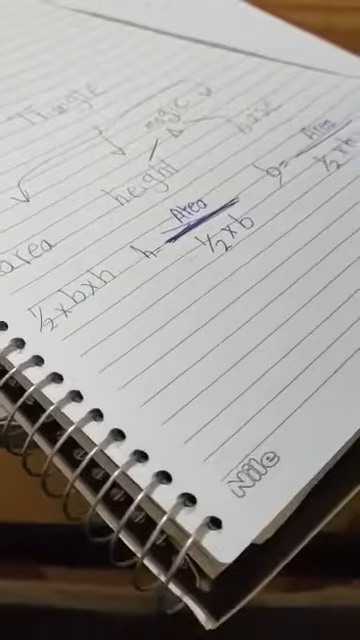 Triangle
magic
Δ base
height
area
1/2×b×h h= Area / 1/2×b b= Area / 1/2×h
Nile